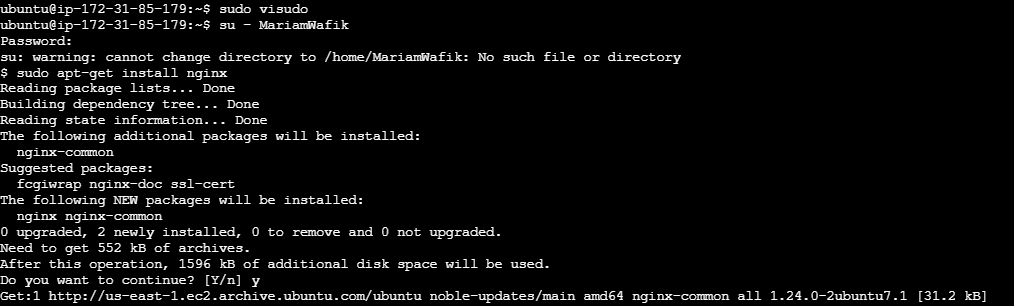 ubuntu@ip-172-31-85-179:~$ sudo visudo
ubuntu@ip-172-31-85-179:~$ su - MariamWafik
Password:
su: warning: cannot change directory to /home/MariamWafik: No such file or directory
$ sudo apt-get install nginx
Reading package lists... Done
Building dependency tree... Done
Reading state information... Done
The following additional packages will be installed:
  nginx-common
Suggested packages:
  fcgiwrap nginx-doc ssl-cert
The following NEW packages will be installed:
  nginx nginx-common
0 upgraded, 2 newly installed, 0 to remove and 0 not upgraded.
Need to get 552 kB of archives.
After this operation, 1596 kB of additional disk space will be used.
Do you want to continue? [Y/n] y
Get:1 http://us-east-1.ec2.archive.ubuntu.com/ubuntu noble-updates/main amd64 nginx-common all 1.24.0-2ubuntu7.1 [31.2 kB]